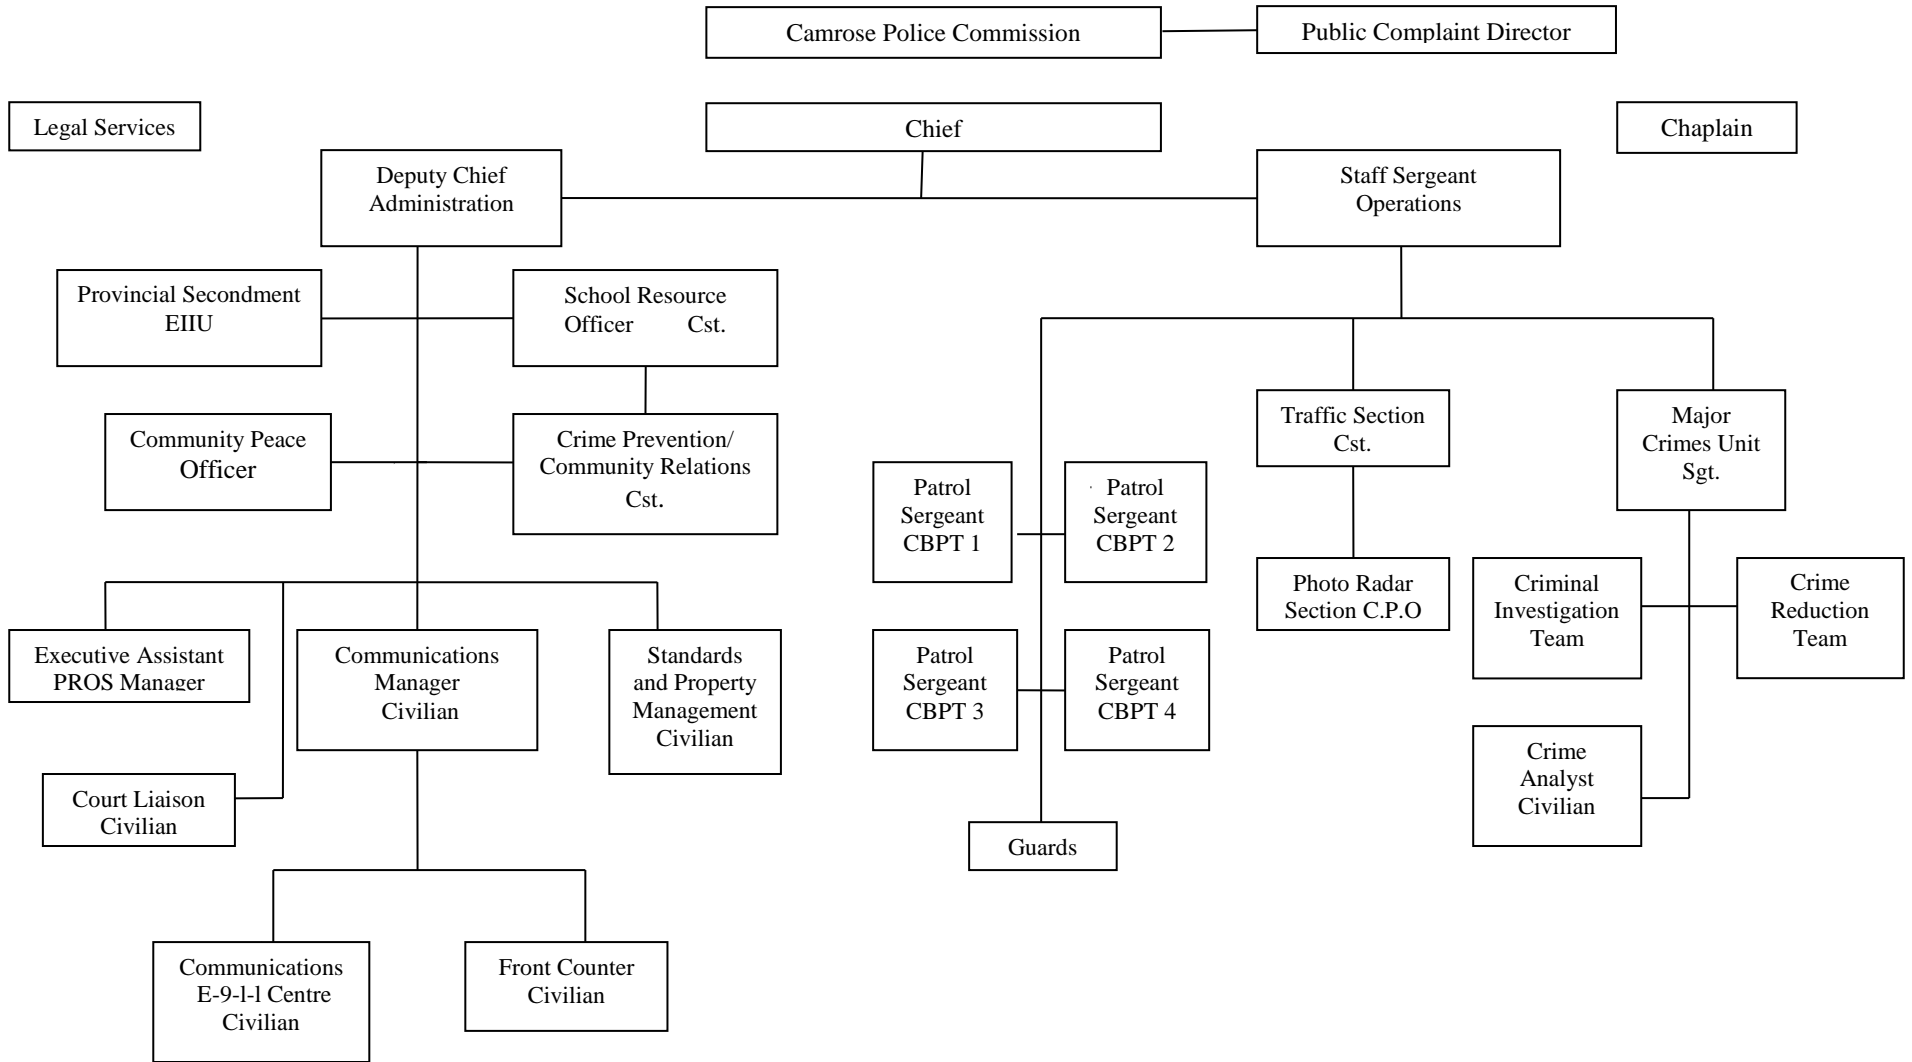 Camrose Police Commission
Public Complaint Director
Legal Services
Chief
Chaplain
Deputy Chief
Administration
Staff Sergeant
Operations
Provincial Secondment
EIIU
School Resource
Officer Cst.
Community Peace
Officer
Crime Prevention/
Community Relations
Cst.
Traffic Section
Cst.
Major
Crimes Unit
Sgt.
Patrol
Sergeant
CBPT 1
Patrol
Sergeant
CBPT 2
Photo Radar
Section C.P.O
Criminal
Investigation
Team
Crime
Reduction
Team
Executive Assistant
PROS Manager
Communications
Manager
Civilian
Standards
and Property
Management
Civilian
Patrol
Sergeant
CBPT 3
Patrol
Sergeant
CBPT 4
Court Liaison
Civilian
Crime
Analyst
Civilian
Guards
Communications
E-9-l-l Centre
Civilian
Front Counter
Civilian